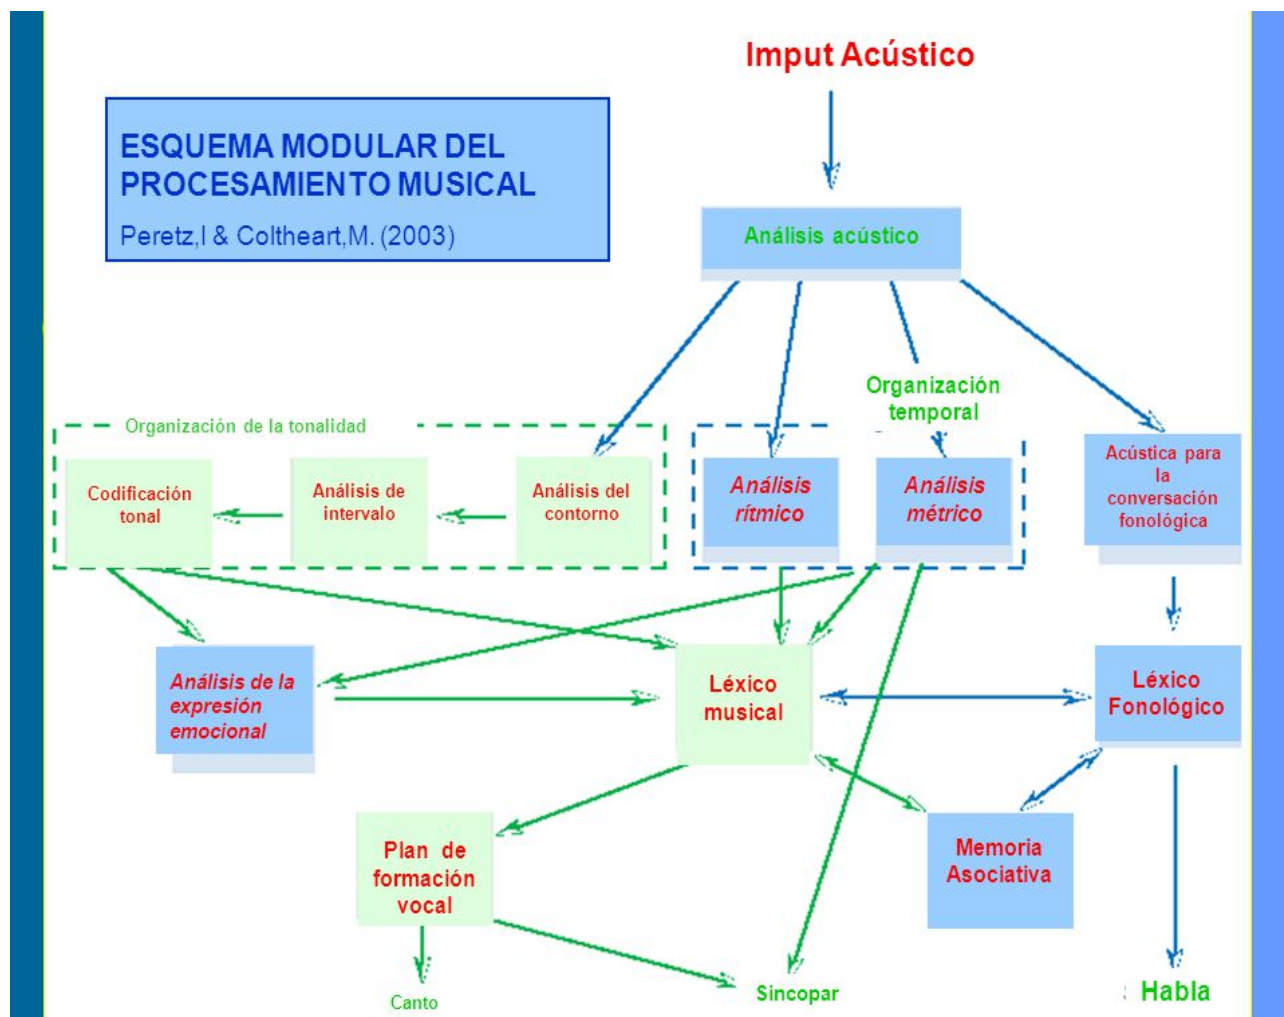 Imput Acústico
ESQUEMA MODULAR DEL
PROCESAMIENTO MUSICAL
Peretz,I & Coltheart,M. (2003)
Análisis acústico
Organización
temporal
Organización de la tonalidad
Codificación
tonal
Análisis de
intervalo
Análisis del
contorno
Análisis
rítmico
Análisis
métrico
Acústica para
la
conversación
fonológica
Análisis de la
expresión
emocional
Léxico
musical
Léxico
Fonológico
Plan de
formación
vocal
Memoria
Asociativa
Canto
Sincopar
Habla